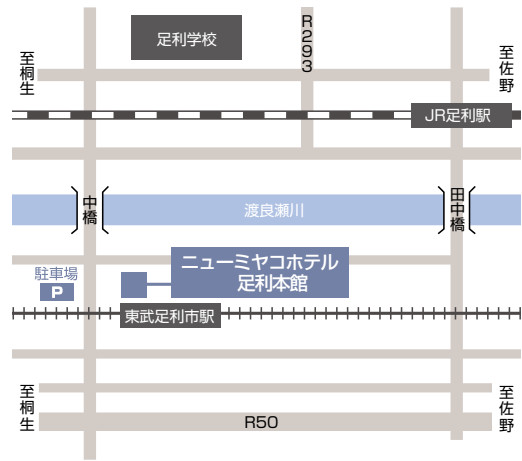 足利学校
R293
至桐生
至佐野
JR足利駅
中橋
渡良瀬川
田中橋
ニューミヤコホテル
足利本館
駐車場
P
東武足利市駅
至桐生
至佐野
R50